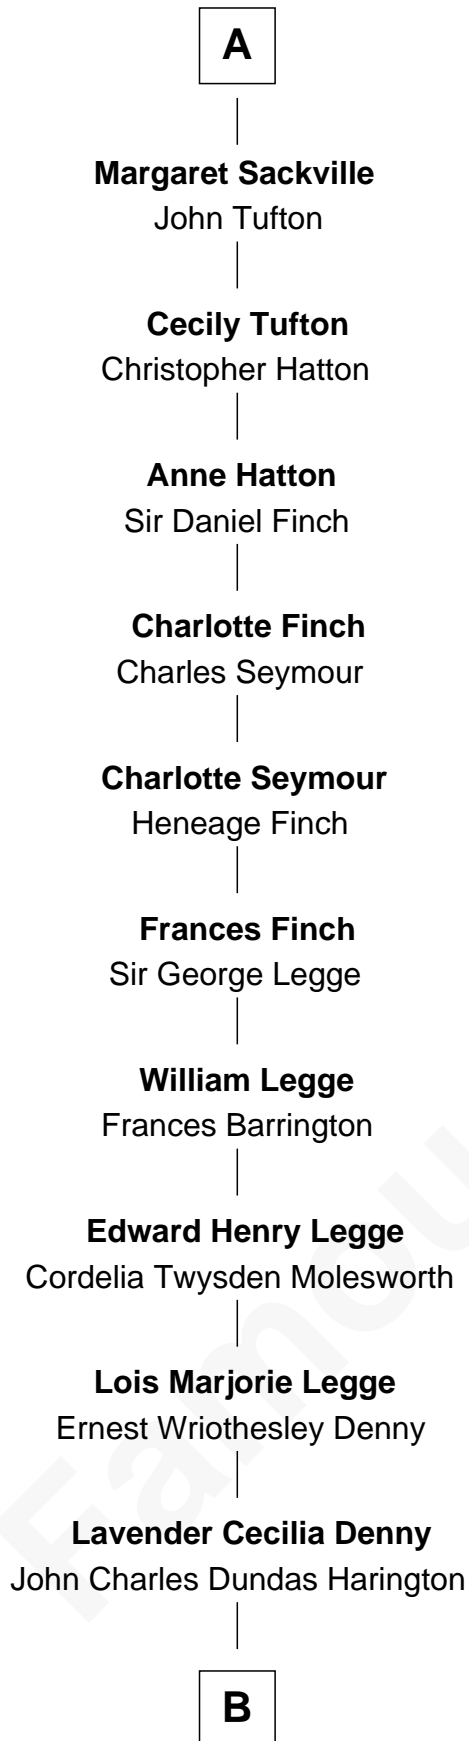 A
Margaret Sackville
John Tufton
Cecily Tufton
Christopher Hatton
Anne Hatton
Sir Daniel Finch
Charlotte Finch
Charles Seymour
Charlotte Seymour
Heneage Finch
Frances Finch
Sir George Legge
William Legge
Frances Barrington
Edward Henry Legge
Cordelia Twysden Molesworth
Lois Marjorie Legge
Ernest Wriothesley Denny
Lavender Cecilia Denny
John Charles Dundas Harington
B
Famou